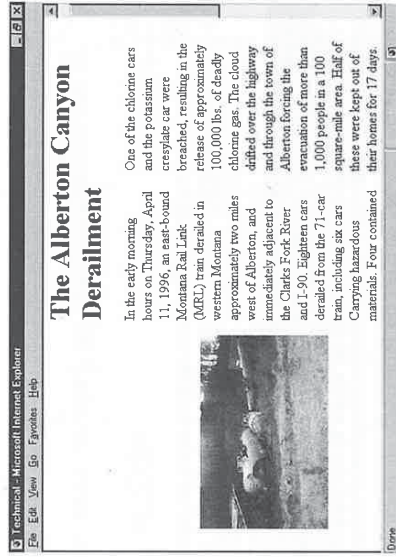 Technical - Microsoft Internet Explorer
File Edit View Go Favorites Help
The Alberton Canyon
Derailment
In the early morning
hours on Thursday, April
11, 1996, an east-bound
Montana Rail Link
(MRL) train derailed in
western Montana
approximately two miles
west of Alberton, and
immediately adjacent to
the Clarks Fork River
and I-90. Eighteen cars
derailed from the 71-car
train, including six cars
Carrying hazardous
materials. Four contained
One of the chlorine cars
and the potassium
cresylate car were
breached, resulting in the
release of approximately
100,000 lbs. of deadly
chlorine gas. The cloud
drifted over the highway
and through the town of
Alberton forcing the
evacuation of more than
1,000 people in a 100
square-mile area. Half of
these were kept out of
their homes for 17 days.
Done